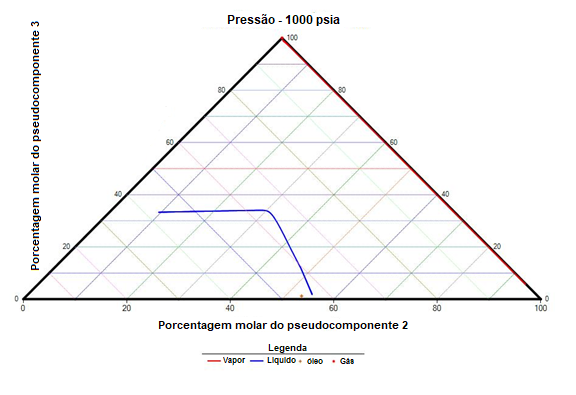 Pressão - 1000 psia
Porcentagem molar do pseudocomponente 3
100
80
80
60
60
40
40
20
20
0
0
0
20
40
60
80
100
Porcentagem molar do pseudocomponente 2
Legenda
Vapor
Líquido
óleo
Gás